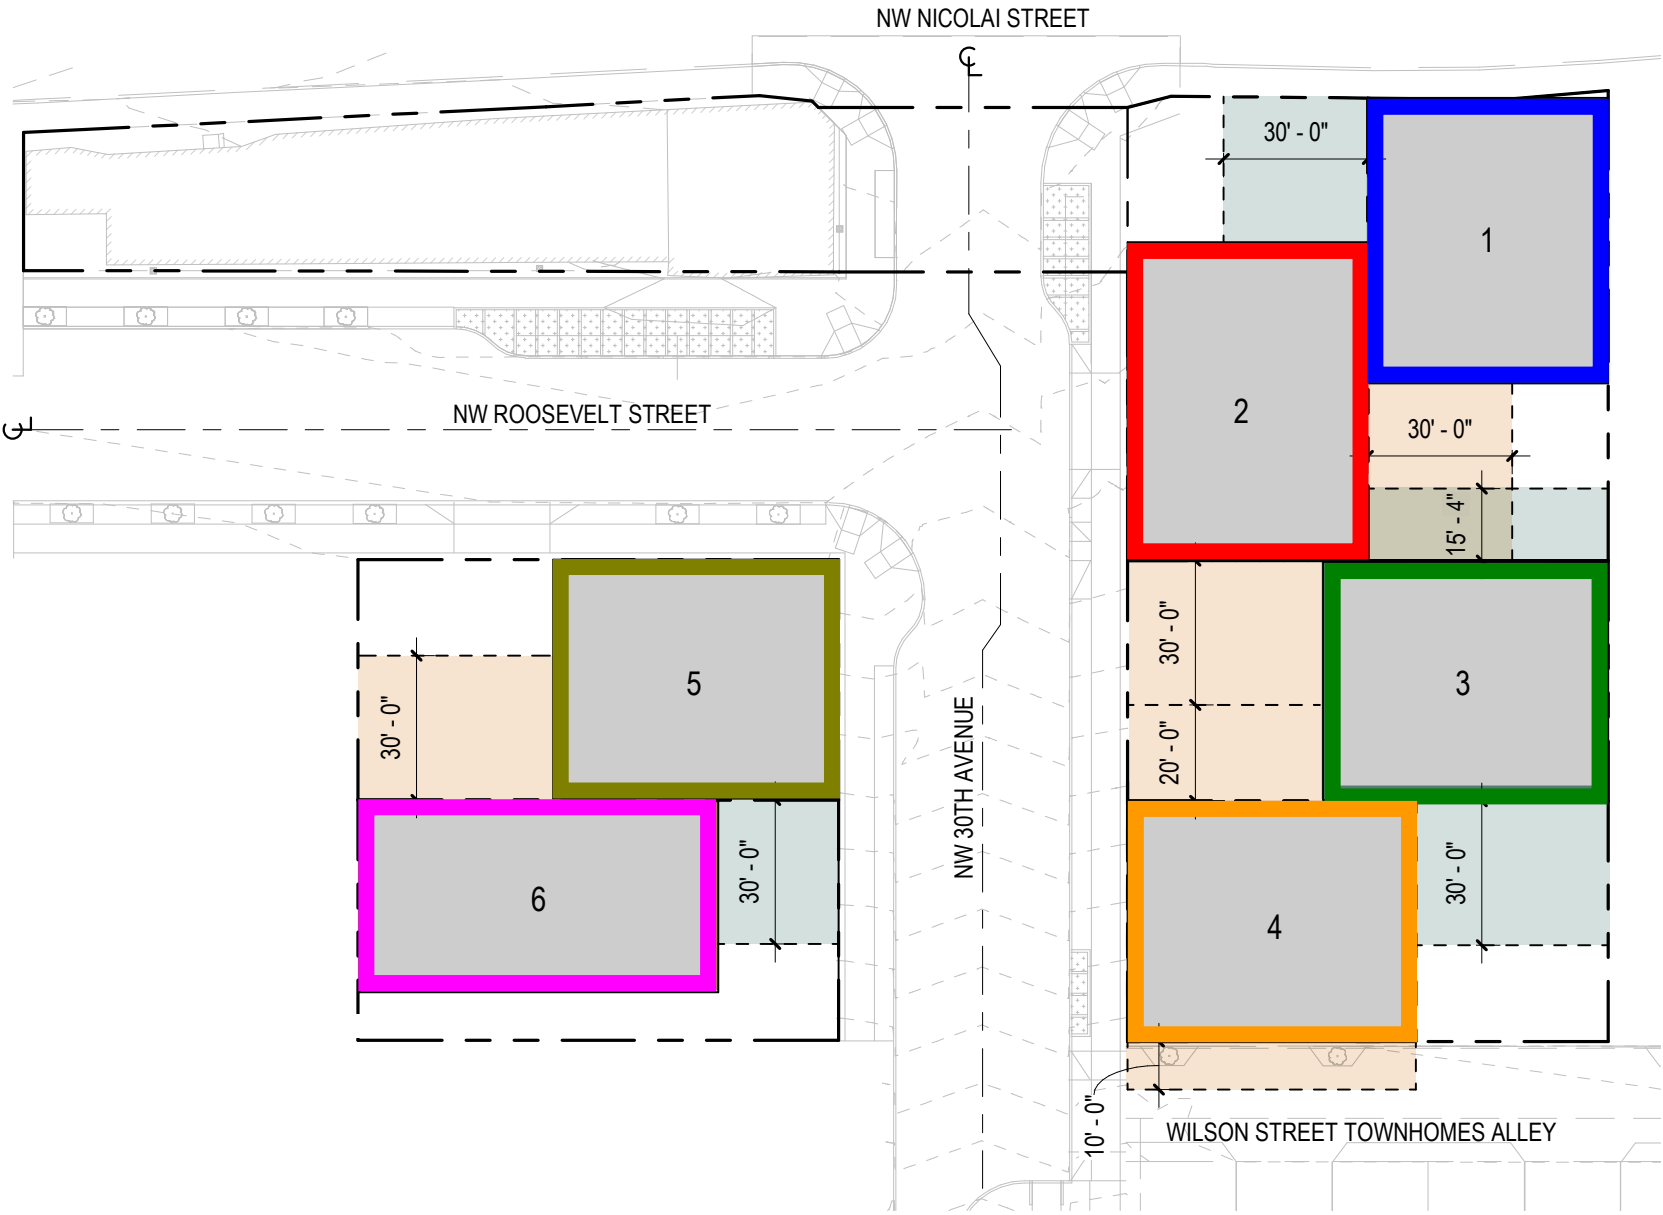 NW NICOLAI STREET
30' - 0"
1
2
NW ROOSEVELT STREET
30' - 0"
15' - 4"
30' - 0"
5
3
30' - 0"
20' - 0"
NW 30TH AVENUE
30' - 0"
30' - 0"
6
4
10' - 0"
WILSON STREET TOWNHOMES ALLEY